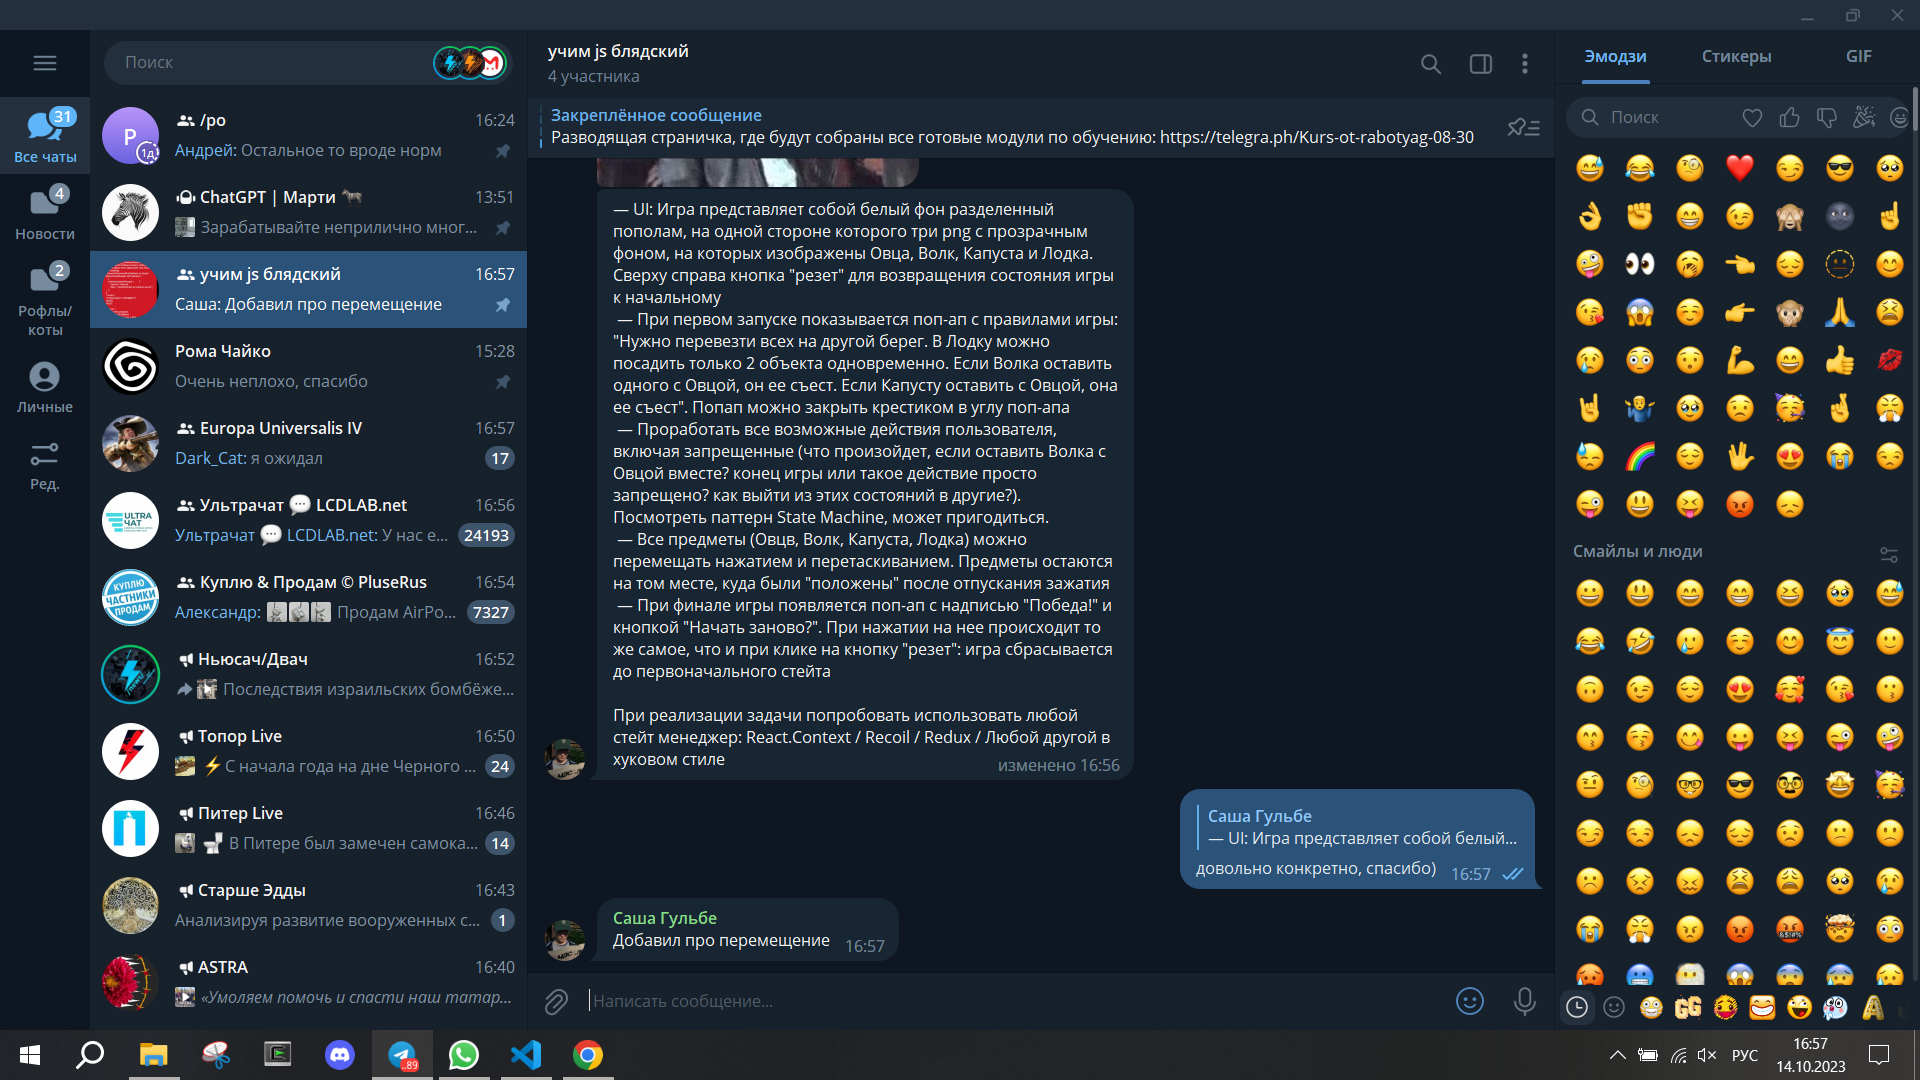 Поиск
31
Все чаты
4
Новости
2
Рофлы/
коты
Личные
Ред.
P
1д
/po
16:24
Андрей: Остальное то вроде норм
ChatGPT | Марти
13:51
Зарабатывайте неприлично мног...
учим js блядский
16:57
Саша: Добавил про перемещение
Рома Чайко
15:28
Очень неплохо, спасибо
Europa Universalis IV
16:57
Dark_Cat: я ожидал
17
ULTRA
ЧАТ
Ультрачат 💬 LCDLAB.net
16:56
Ультрачат 💬 LCDLAB.net: У нас е...
24193
КУПЛЮ
ЧАСТНИКИ
ПРОДАМ
Куплю & Продам © PluseRus
16:54
Александр: Продам AirPo...
7327
Ньюсач/Двач
16:52
Последствия израильских бомбёже...
Топор Live
16:50
⚡С начала года на дне Черного ...
24
Питер Live
16:46
🚽 В Питере был замечен самока...
14
Старше Эдды
16:43
Анализируя развитие вооруженных с...
1
ASTRA
16:40
«Умоляем помочь и спасти наш татар...
учим js блядский
4 участника
Закреплённое сообщение
Разводящая страничка, где будут собраны все готовые модули по обучению: https://telegra.ph/Kurs-ot-rabotyag-08-30
— UI: Игра представляет собой белый фон разделенный
пополам, на одной стороне которого три png с прозрачным
фоном, на которых изображены Овца, Волк, Капуста и Лодка.
Сверху справа кнопка "резет" для возвращения состояния игры
к начальному
— При первом запуске показывается поп-ап с правилами игры:
"Нужно перевезти всех на другой берег. В Лодку можно
посадить только 2 объекта одновременно. Если Волка оставить
одного с Овцой, он ее съест. Если Капусту оставить с Овцой, она
ее съест". Попап можно закрыть крестиком в углу поп-апа
— Проработать все возможные действия пользователя,
включая запрещенные (что произойдет, если оставить Волка с
Овцой вместе? конец игры или такое действие просто
запрещено? как выйти из этих состояний в другие?).
Посмотреть паттерн State Machine, может пригодиться.
— Все предметы (Овцв, Волк, Капуста, Лодка) можно
перемещать нажатием и перетаскиванием. Предметы остаются
на том месте, куда были "положены" после отпускания зажатия
— При финале игры появляется поп-ап с надписью "Победа!" и
кнопкой "Начать заново?". При нажатии на нее происходит то
же самое, что и при клике на кнопку "резет": игра сбрасывается
до первоначального стейта
При реализации задачи попробовать использовать любой
стейт менеджер: React.Context / Recoil / Redux / Любой другой в
хуковом стиле
изменено 16:56
Саша Гульбе
— UI: Игра представляет собой белый...
довольно конкретно, спасибо)
16:57
Саша Гульбе
Добавил про перемещение
16:57
Написать сообщение...
Эмодзи
Стикеры
GIF
Поиск
Смайлы и люди
GG
..89
РУС
16:57
14.10.2023